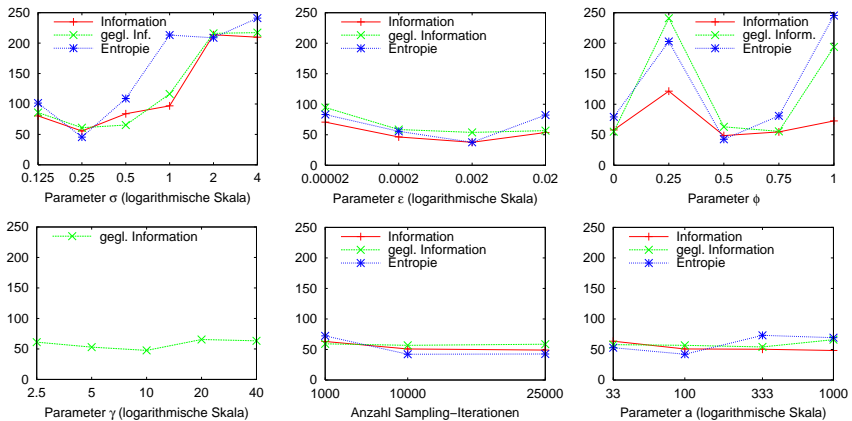 250
200
150
100
50
0
Information
gegl. Inf.
Entropie
0.125 0.25 0.5 1 2 4
Parameter σ (logarithmische Skala)
250
200
150
100
50
0
Information
gegl. Information
Entropie
0.00002 0.0002 0.002 0.02
Parameter ε (logarithmische Skala)
250
200
150
100
50
0
Information
gegl. Inform.
Entropie
0 0.25 0.5 0.75 1
Parameter ϕ
250
200
150
100
50
0
gegl. Information
2.5 5 10 20 40
Parameter γ (logarithmische Skala)
250
200
150
100
50
0
Information
gegl. Information
Entropie
1000 10000 25000
Anzahl Sampling−Iterationen
250
200
150
100
50
0
Information
gegl. Information
Entropie
33 100 333 1000
Parameter a (logarithmische Skala)